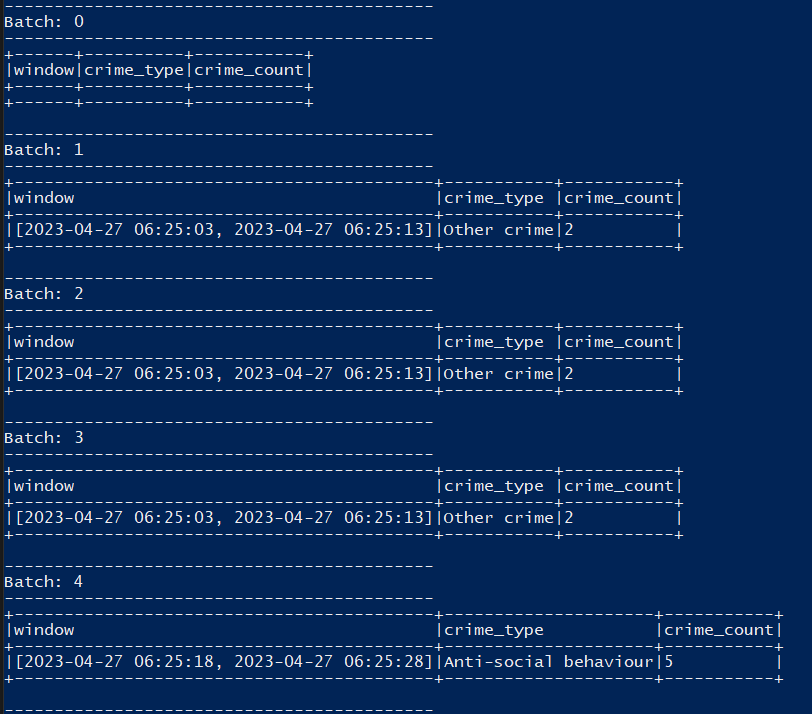 -------------------------------------------
Batch: 0
-------------------------------------------
+------+----------+-----------+
|window|crime_type|crime_count|
+------+----------+-----------+
+------+----------+-----------+

-------------------------------------------
Batch: 1
-------------------------------------------
+------------------------------------------+-----------+-----------+
|window                                    |crime_type |crime_count|
+------------------------------------------+-----------+-----------+
|[2023-04-27 06:25:03, 2023-04-27 06:25:13]|Other crime|2          |
+------------------------------------------+-----------+-----------+

-------------------------------------------
Batch: 2
-------------------------------------------
+------------------------------------------+-----------+-----------+
|window                                    |crime_type |crime_count|
+------------------------------------------+-----------+-----------+
|[2023-04-27 06:25:03, 2023-04-27 06:25:13]|Other crime|2          |
+------------------------------------------+-----------+-----------+

-------------------------------------------
Batch: 3
-------------------------------------------
+------------------------------------------+-----------+-----------+
|window                                    |crime_type |crime_count|
+------------------------------------------+-----------+-----------+
|[2023-04-27 06:25:03, 2023-04-27 06:25:13]|Other crime|2          |
+------------------------------------------+-----------+-----------+

-------------------------------------------
Batch: 4
-------------------------------------------
+------------------------------------------+---------------------+-----------+
|window                                    |crime_type           |crime_count|
+------------------------------------------+---------------------+-----------+
|[2023-04-27 06:25:18, 2023-04-27 06:25:28]|Anti-social behaviour|5          |
+------------------------------------------+---------------------+-----------+

-------------------------------------------